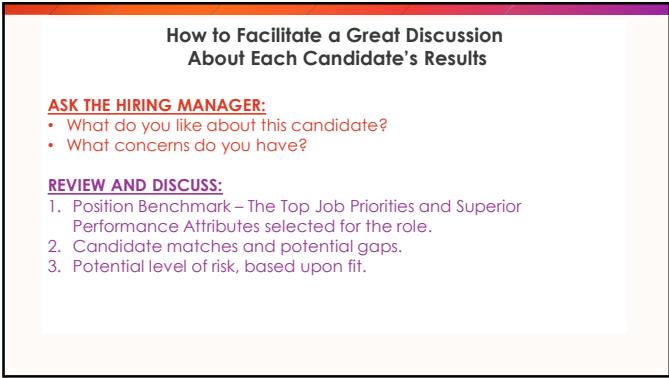 How to Facilitate a Great Discussion
About Each Candidate’s Results
ASK THE HIRING MANAGER:
• What do you like about this candidate?
• What concerns do you have?
REVIEW AND DISCUSS:
1. Position Benchmark – The Top Job Priorities and Superior
Performance Attributes selected for the role.
2. Candidate matches and potential gaps.
3. Potential level of risk, based upon fit.